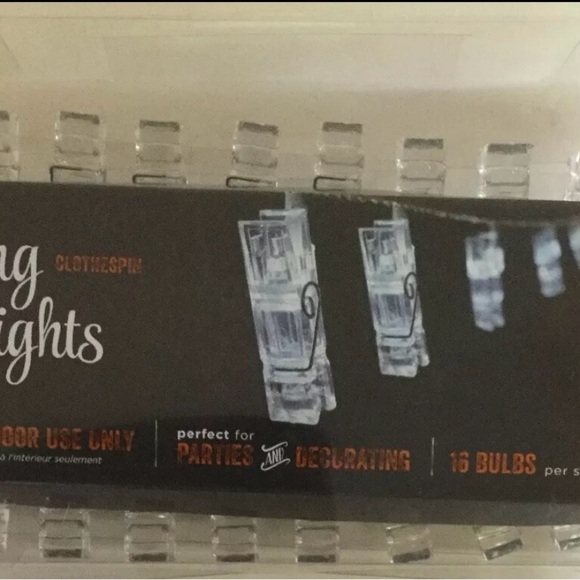 ng CLOTHESPIN
ights
OOR USE ONLY
à l'intérieur seulement
perfect for
PARTIES AND DECORATING
16 BULBS per s